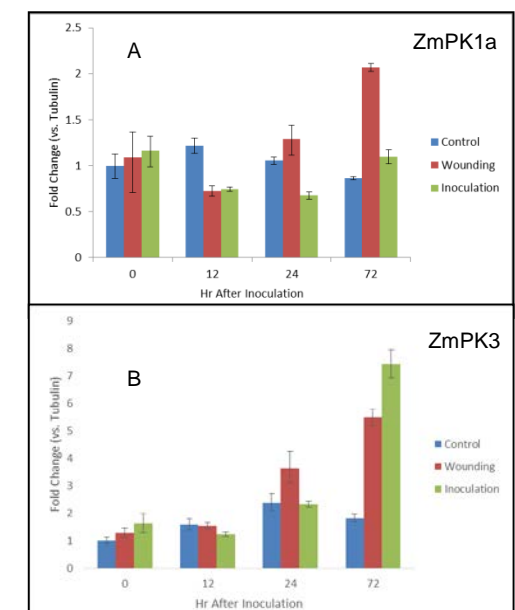 A
ZmPK1a
2.5
2
1.5
1
0.5
0
Fold Change (vs. Tubulin)
0 12 24 72
Hr After Inoculation
Control
Wounding
Inoculation
B
ZmPK3
9
8
7
6
5
4
3
2
1
0
Fold Change (vs. Tubulin)
0 12 24 72
Hr After Inoculation
Control
Wounding
Inoculation